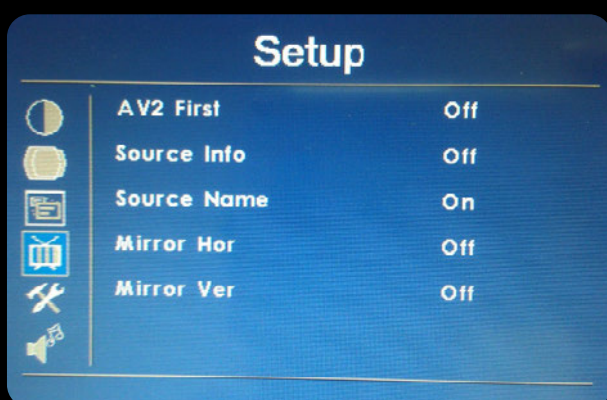 Setup
AV2 First Off
Source Info Off
Source Name On
Mirror Hor Off
Mirror Ver Off